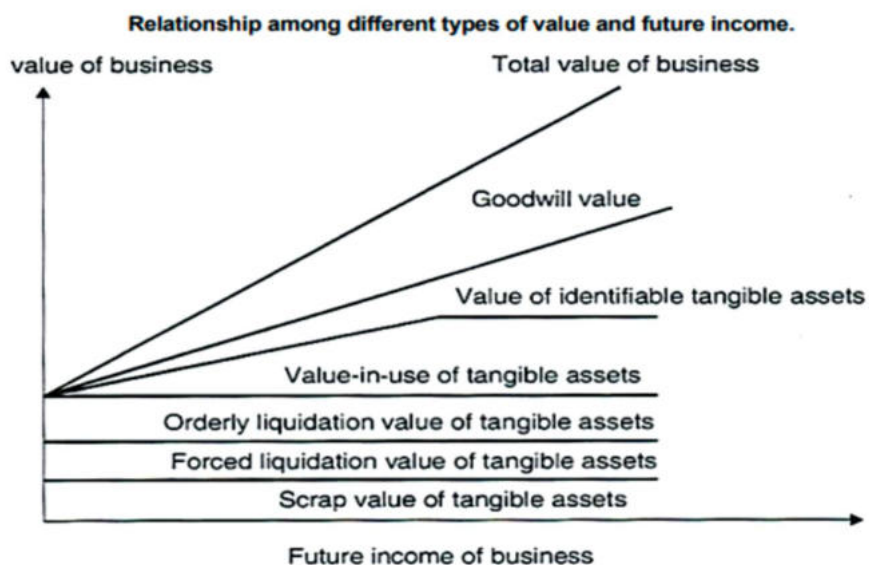 Relationship among different types of value and future income.
value of business
Total value of business
Goodwill value
Value of identifiable tangible assets
Value-in-use of tangible assets
Orderly liquidation value of tangible assets
Forced liquidation value of tangible assets
Scrap value of tangible assets
Future income of business